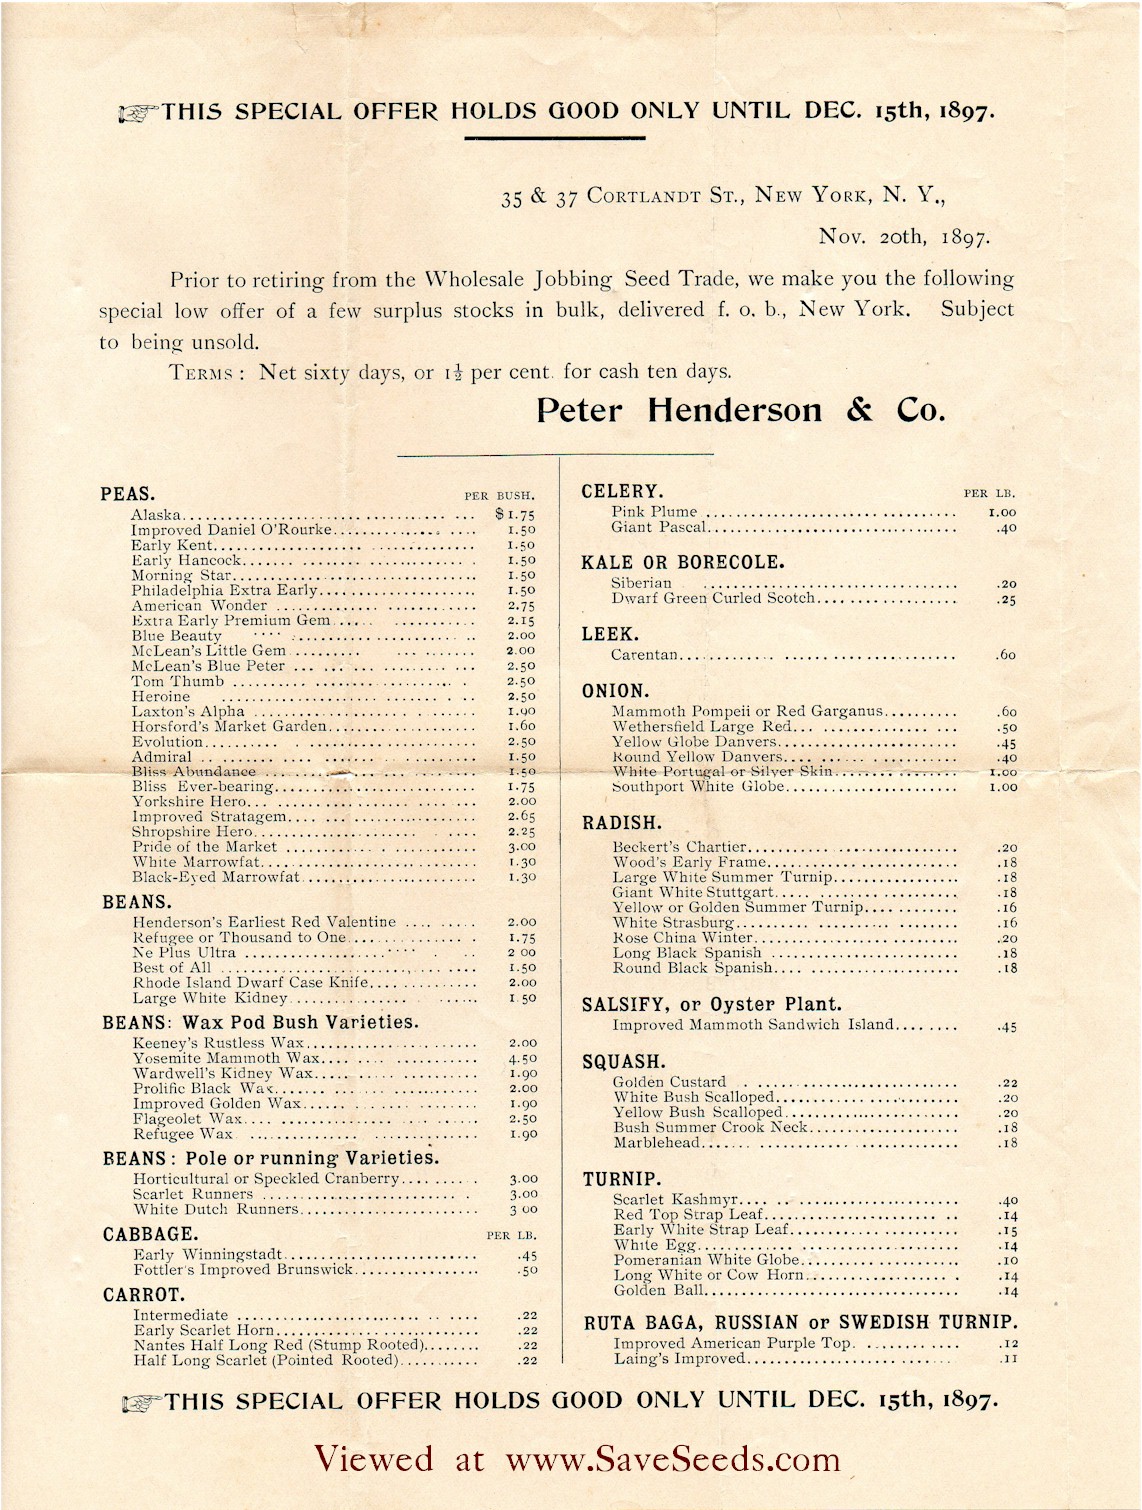 THIS SPECIAL OFFER HOLDS GOOD ONLY UNTIL DEC. 15th, 1897.
35 & 37 CORTLANDT ST., NEW YORK, N. Y.,
Nov. 20th, 1897.
Prior to retiring from the Wholesale Jobbing Seed Trade, we make you the following
special low offer of a few surplus stocks in bulk, delivered f. o. b., New York. Subject
to being unsold.
TERMS: Net sixty days, or 1½ per cent. for cash ten days.
Peter Henderson & Co.
PEAS. PER BUSH.
Alaska $1.75
Improved Daniel O'Rourke 1.50
Early Kent 1.50
Early Hancock 1.50
Morning Star 1.50
Philadelphia Extra Early 1.50
American Wonder 2.75
Extra Early Premium Gem 2.15
Blue Beauty 2.00
McLean's Little Gem 2.00
McLean's Blue Peter 2.50
Tom Thumb 2.50
Heroine 2.50
Laxton's Alpha 1.90
Horsford's Market Garden 1.60
Evolution 2.50
Admiral 1.50
Bliss Abundance 1.50
Bliss Ever-bearing 1.75
Yorkshire Hero 2.00
Improved Stratagem 2.65
Shropshire Hero 2.25
Pride of the Market 3.00
White Marrowfat 1.30
Black-Eyed Marrowfat 1.30
BEANS.
Henderson's Earliest Red Valentine 2.00
Refugee or Thousand to One 1.75
Ne Plus Ultra 2 00
Best of All 1.50
Rhode Island Dwarf Case Knife 2.00
Large White Kidney 1 50
BEANS: Wax Pod Bush Varieties.
Keeney's Rustless Wax 2.00
Yosemite Mammoth Wax 4.50
Wardwell's Kidney Wax 1.90
Prolific Black Wax 2.00
Improved Golden Wax 1.90
Flageolet Wax 2.50
Refugee Wax 1.90
BEANS: Pole or running Varieties.
Horticultural or Speckled Cranberry 3.00
Scarlet Runners 3.00
White Dutch Runners 3 00
CABBAGE. PER LB.
Early Winningstadt .45
Fottler's Improved Brunswick .50
CARROT.
Intermediate .22
Early Scarlet Horn .22
Nantes Half Long Red (Stump Rooted) .22
Half Long Scarlet (Pointed Rooted) .22
CELERY. PER LB.
Pink Plume 1.00
Giant Pascal .40
KALE OR BORECOLE.
Siberian .20
Dwarf Green Curled Scotch .25
LEEK.
Carentan .60
ONION.
Mammoth Pompeii or Red Garganus .60
Wethersfield Large Red .50
Yellow Globe Danvers .45
Round Yellow Danvers .40
White Portugal or Silver Skin 1.00
Southport White Globe 1.00
RADISH.
Beckert's Chartier .20
Wood's Early Frame .18
Large White Summer Turnip .18
Giant White Stuttgart .18
Yellow or Golden Summer Turnip .16
White Strasburg .16
Rose China Winter .20
Long Black Spanish .18
Round Black Spanish .18
SALSIFY, or Oyster Plant.
Improved Mammoth Sandwich Island .45
SQUASH.
Golden Custard .22
White Bush Scalloped .20
Yellow Bush Scalloped .20
Bush Summer Crook Neck .18
Marblehead .18
TURNIP.
Scarlet Kashmyr .40
Red Top Strap Leaf .14
Early White Strap Leaf .15
White Egg .14
Pomeranian White Globe .10
Long White or Cow Horn .14
Golden Ball .14
RUTA BAGA, RUSSIAN or SWEDISH TURNIP.
Improved American Purple Top .12
Laing's Improved .11
THIS SPECIAL OFFER HOLDS GOOD ONLY UNTIL DEC. 15th, 1897.
Viewed at www.SaveSeeds.com